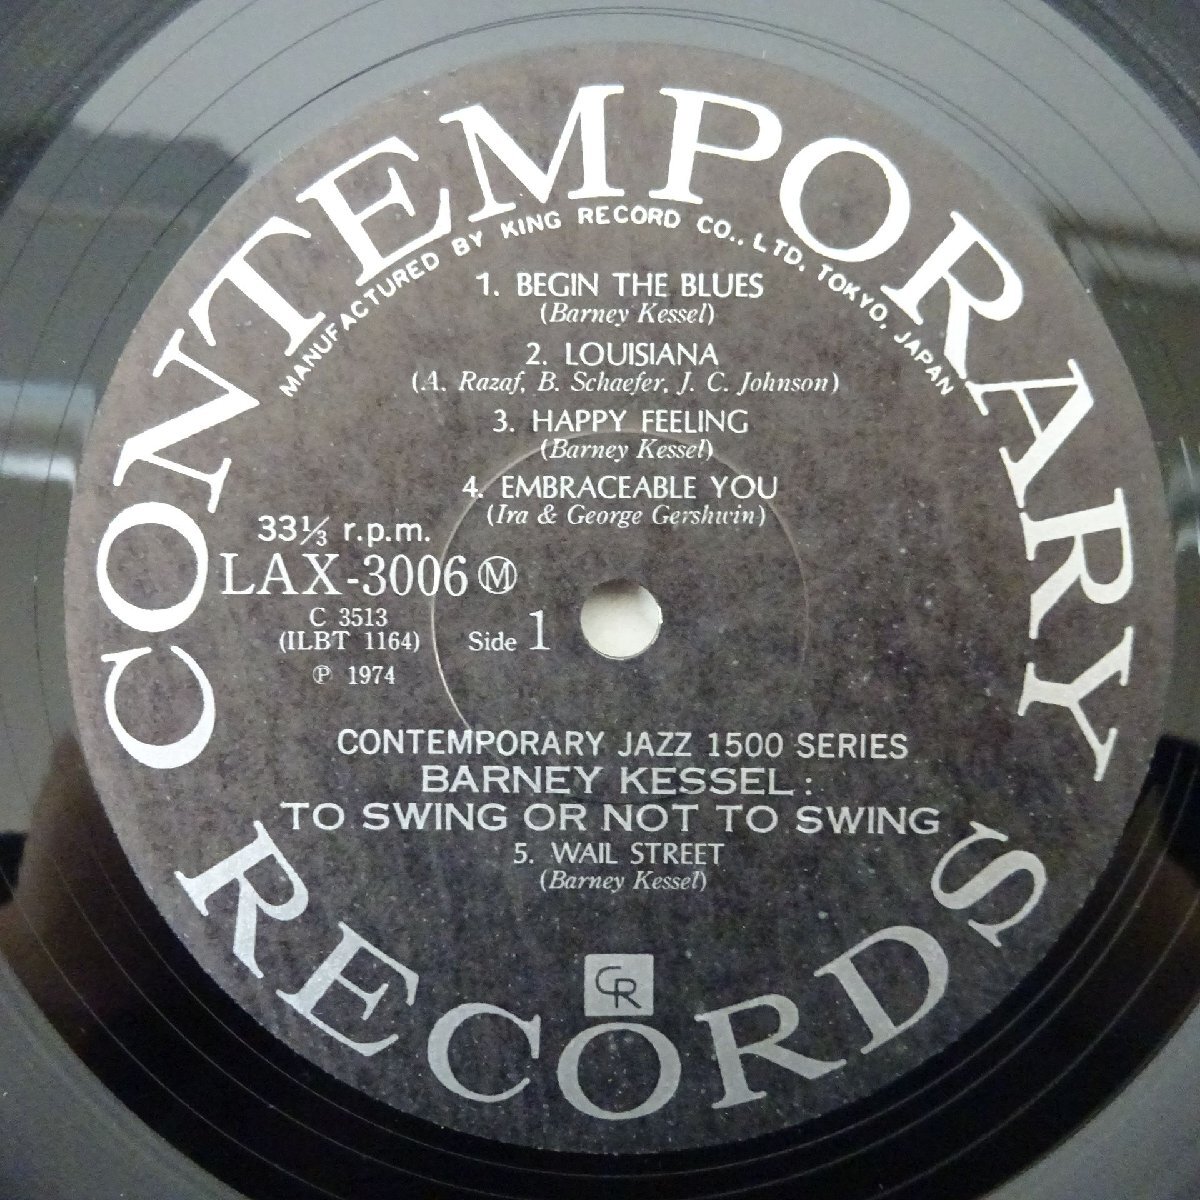 CONTEMPORARY
MANUFACTURED BY KING RECORD CO., LTD. TOKYO, JAPAN
1. BEGIN THE BLUES
(Barney Kessel)
2. LOUISIANA
(A. Razaf, B. Schaefer, J. C. Johnson)
3. HAPPY FEELING
(Barney Kessel)
4. EMBRACEABLE YOU
(Ira & George Gershwin)
33⅓ r.p.m.
LAX-3006 Ⓜ
C 3513
(ILBT 1164)
Side 1
℗ 1974
CONTEMPORARY JAZZ 1500 SERIES
BARNEY KESSEL:
TO SWING OR NOT TO SWING
5. WAIL STREET
(Barney Kessel)
CR
RECORDS